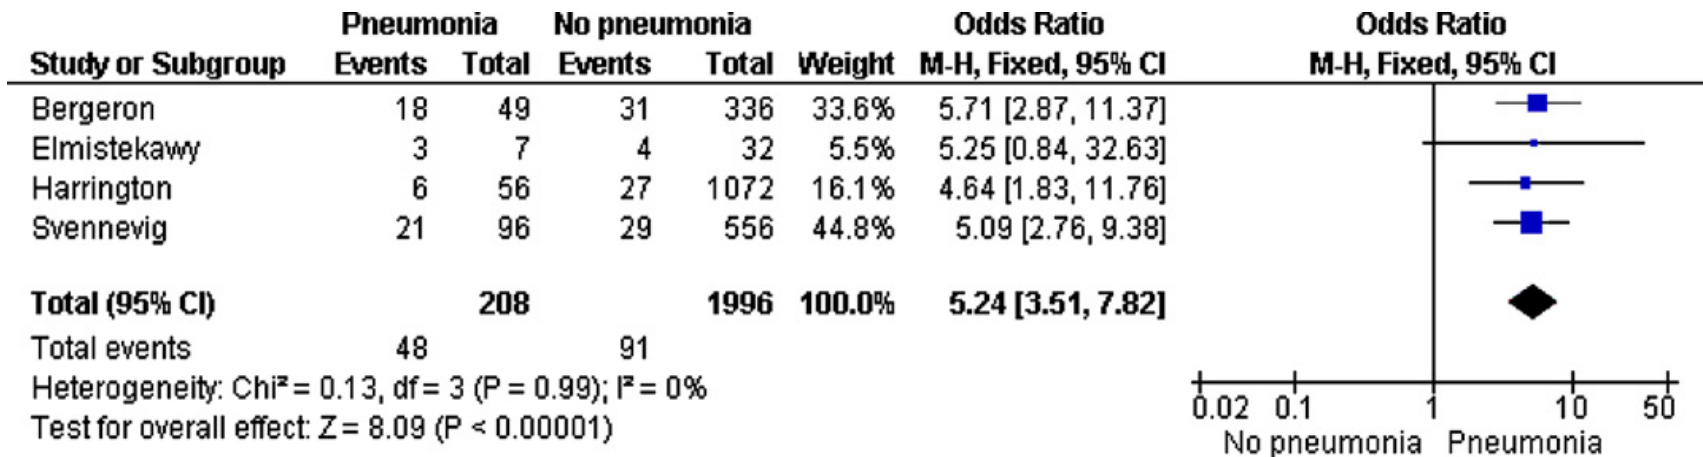 Pneumonia No pneumonia Odds Ratio Odds Ratio
Study or Subgroup Events Total Events Total Weight M-H, Fixed, 95% CI M-H, Fixed, 95% CI
Bergeron 18 49 31 336 33.6% 5.71 [2.87, 11.37]
Elmistekawy 3 7 4 32 5.5% 5.25 [0.84, 32.63]
Harrington 6 56 27 1072 16.1% 4.64 [1.83, 11.76]
Svennevig 21 96 29 556 44.8% 5.09 [2.76, 9.38]
Total (95% CI) 208 1996 100.0% 5.24 [3.51, 7.82]
Total events 48 91
Heterogeneity: Chi² = 0.13, df = 3 (P = 0.99); I² = 0%
Test for overall effect: Z = 8.09 (P < 0.00001)
0.02 0.1 1 10 50
No pneumonia Pneumonia